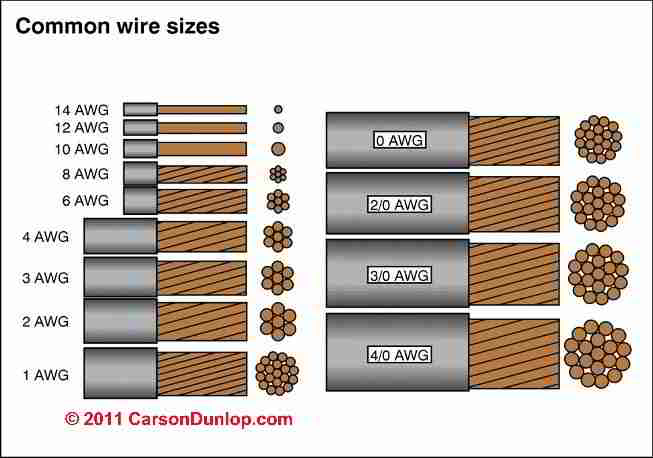 Common wire sizes
14 AWG
12 AWG
10 AWG
8 AWG
6 AWG
4 AWG
3 AWG
2 AWG
1 AWG
0 AWG
2/0 AWG
3/0 AWG
4/0 AWG
© 2011 CarsonDunlop.com